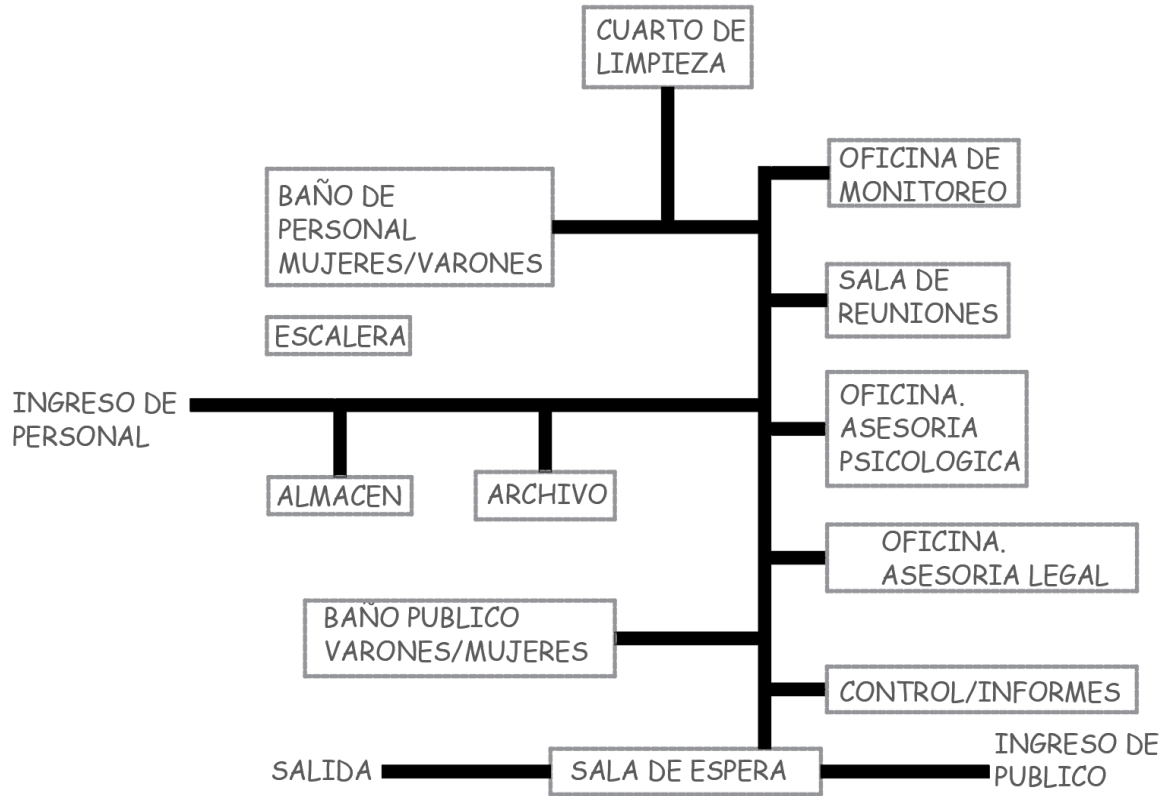 CUARTO DE
LIMPIEZA
OFICINA DE
MONITOREO
BAÑO DE
PERSONAL
MUJERES/VARONES
SALA DE
REUNIONES
ESCALERA
INGRESO DE
PERSONAL
OFICINA.
ASESORIA
PSICOLOGICA
ALMACEN
ARCHIVO
OFICINA.
ASESORIA LEGAL
BAÑO PUBLICO
VARONES/MUJERES
CONTROL/INFORMES
SALIDA
SALA DE ESPERA
INGRESO DE
PUBLICO